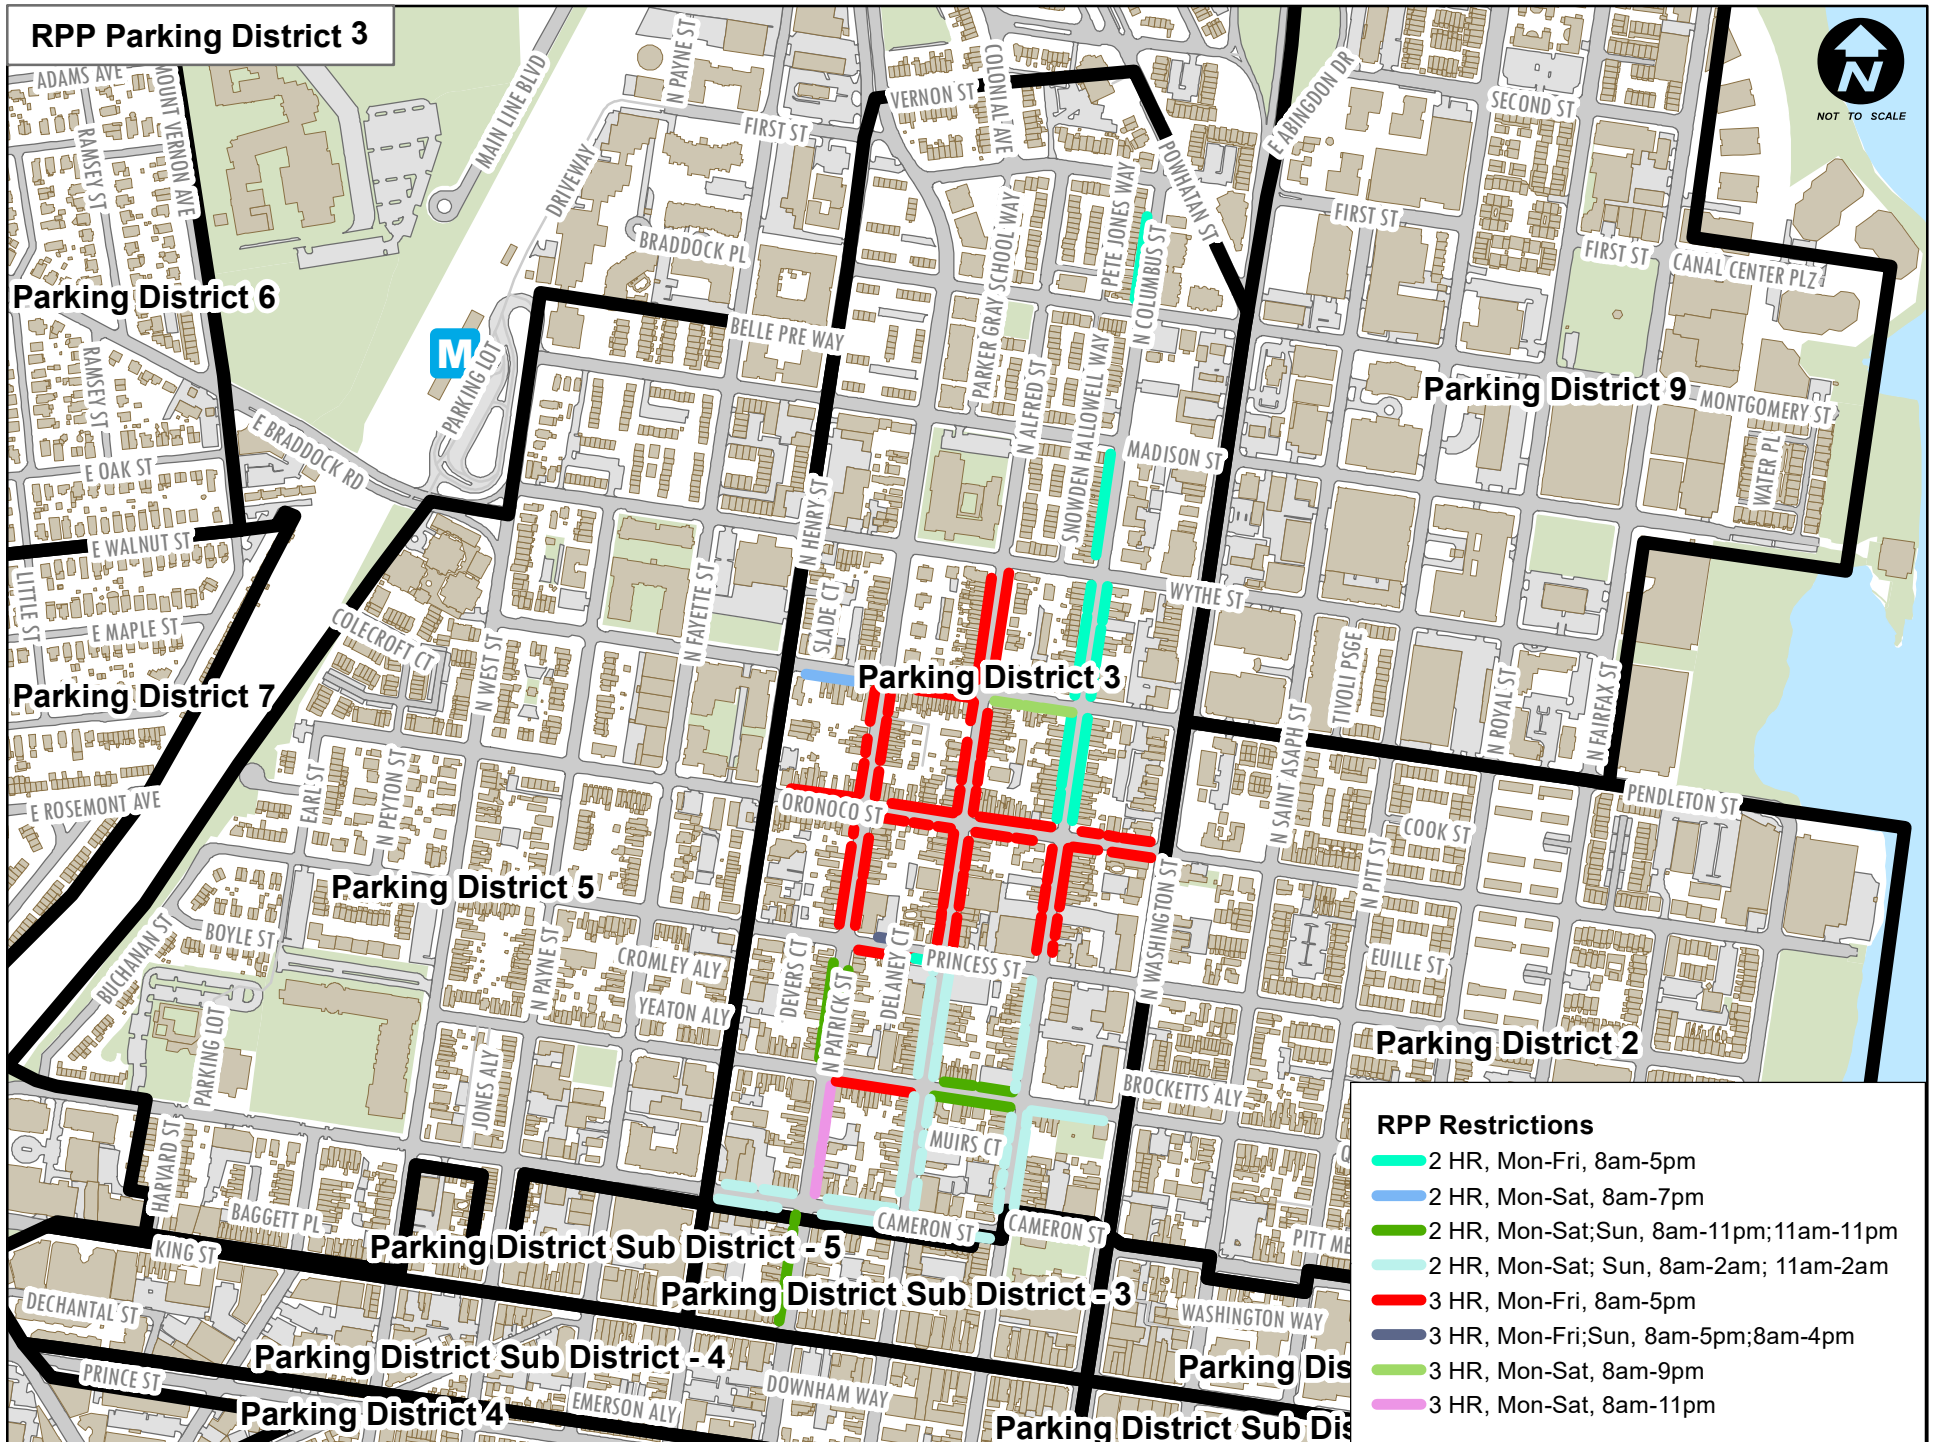 RPP Parking District 3
N
NOT TO SCALE
ADAMS AVE
RAMSEY ST
MOUNT VERNON AVE
MAIN LINE BLVD
N PAYNE ST
FIRST ST
DRIVEWAY
BRADDOCK PL
VERNON ST
COLONIAL AVE
POWHATAN ST
E ABINGDON DR
SECOND ST
FIRST ST
FIRST ST
CANAL CENTER PLZ
PETE JONES WAY
N COLUMBUS ST
PARKER GRAY SCHOOL WAY
Parking District 6
M
PARKING LOT
BELLE PRE WAY
RAMSEY ST
N ALFRED ST
SNOWDEN HALLOWELL WAY
Parking District 9
MONTGOMERY ST
WATER PL
E BRADDOCK RD
E OAK ST
MADISON ST
N HENRY ST
E WALNUT ST
LITTLE ST
E MAPLE ST
COLECROFT CT
N WEST ST
N FAYETTE ST
SLADE CT
WYTHE ST
TIVOLI PSGE
N ROYAL ST
N FAIRFAX ST
N SAINT ASAPH ST
Parking District 7
Parking District 3
E ROSEMONT AVE
EARL ST
N PEYTON ST
ORONOCO ST
PENDLETON ST
COOK ST
N PITT ST
Parking District 5
N WASHINGTON ST
BUCHANAN ST
BOYLE ST
N PAYNE ST
CROMLEY ALY
YEATON ALY
DEVERS CT
N PATRICK ST
DELANEY CT
PRINCESS ST
EUILLE ST
PARKING LOT
JONES ALY
Parking District 2
BROCKETTS ALY
MUIRS CT
HARVARD ST
BAGGETT PL
KING ST
CAMERON ST
CAMERON ST
PITT ME
Parking District Sub District - 5
Parking District Sub District - 3
DECHANTAL ST
WASHINGTON WAY
Parking District Sub District - 4
Parking Dis
PRINCE ST
EMERSON ALY
DOWNHAM WAY
Parking District 4
Parking District Sub Dis
RPP Restrictions
2 HR, Mon-Fri, 8am-5pm
2 HR, Mon-Sat, 8am-7pm
2 HR, Mon-Sat;Sun, 8am-11pm;11am-11pm
2 HR, Mon-Sat; Sun, 8am-2am; 11am-2am
3 HR, Mon-Fri, 8am-5pm
3 HR, Mon-Fri;Sun, 8am-5pm;8am-4pm
3 HR, Mon-Sat, 8am-9pm
3 HR, Mon-Sat, 8am-11pm